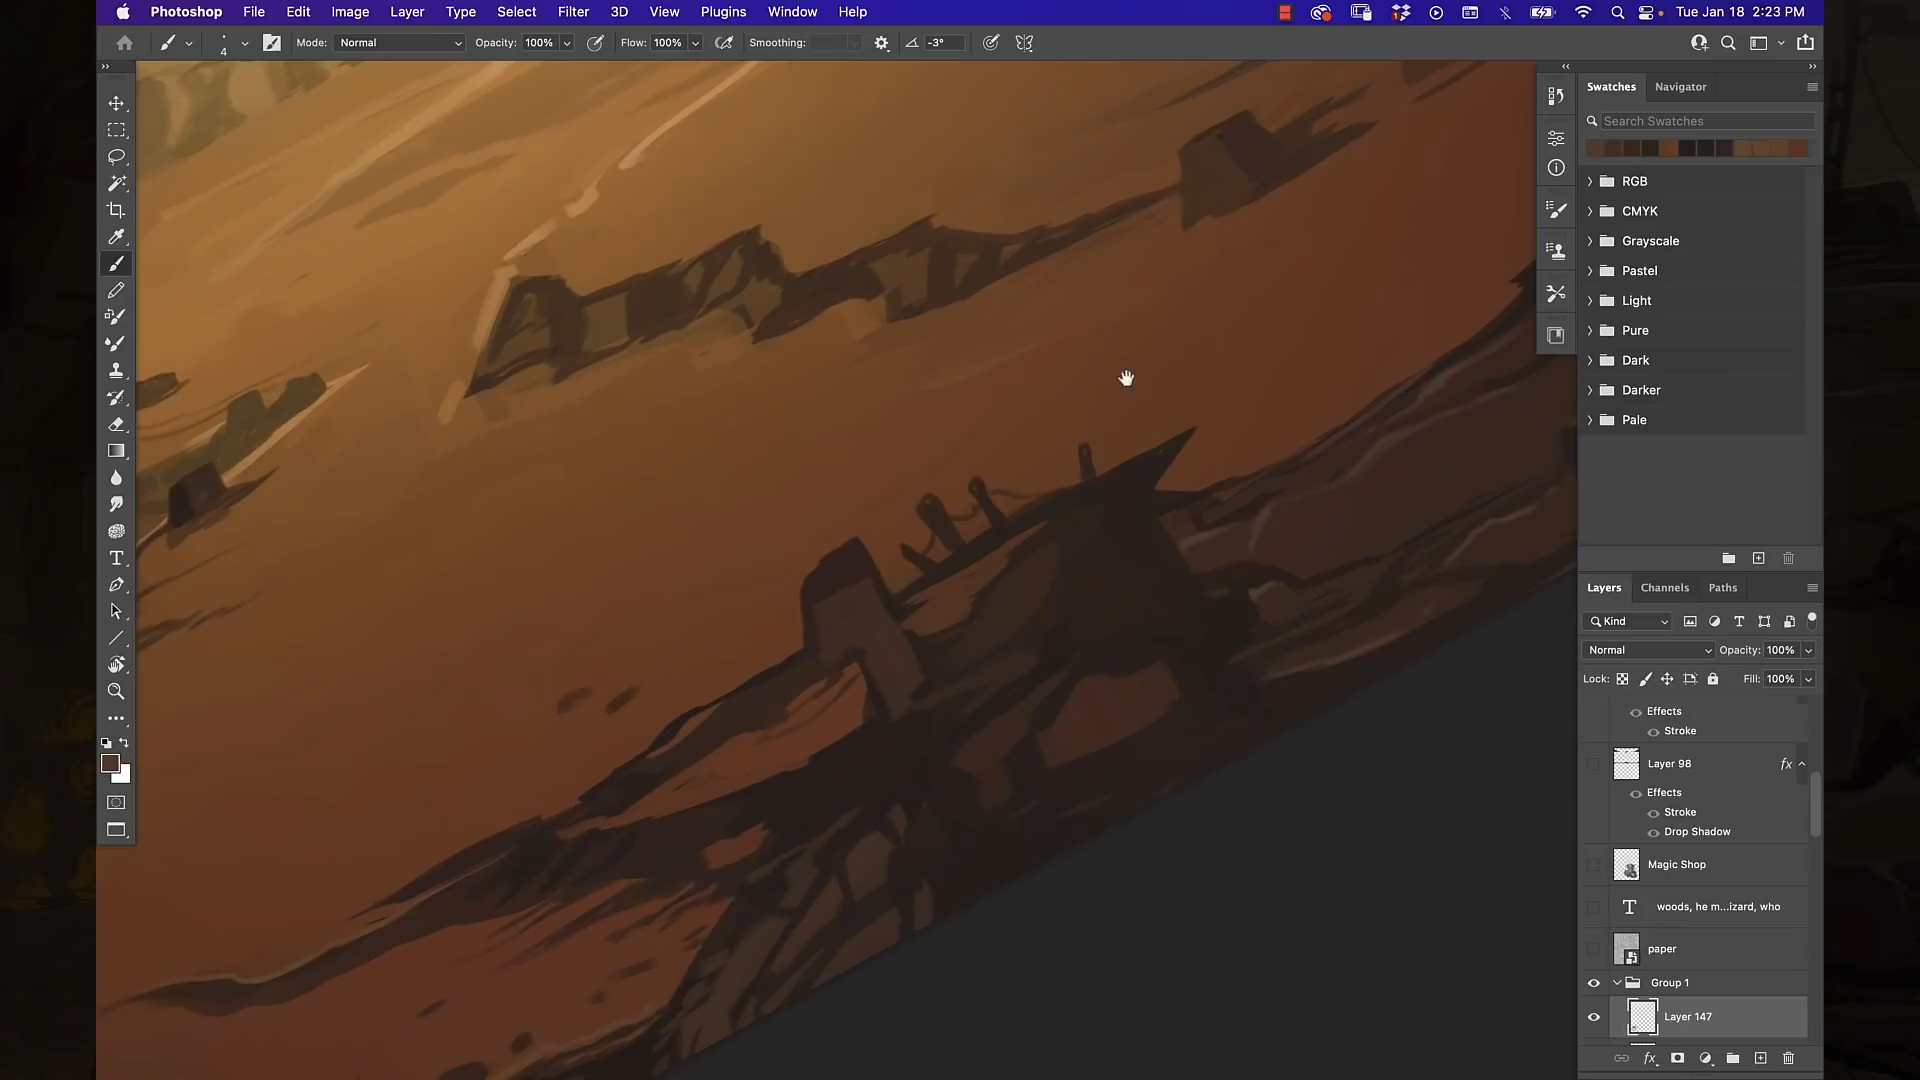 Photoshop File Edit Image Layer Type Select Filter 3D View Plugins Window Help Tue Jan 18 2:23 PM
4 Mode: Normal Opacity: 100% Flow: 100% Smoothing: -3°
Swatches Navigator
Search Swatches
RGB
CMYK
Grayscale
Pastel
Light
Pure
Dark
Darker
Pale
Layers Channels Paths
Kind
Normal Opacity: 100%
Lock: Fill: 100%
Effects
Stroke
Layer 98 fx
Effects
Stroke
Drop Shadow
Magic Shop
woods, he m...izard, who
paper
Group 1
Layer 147
fx